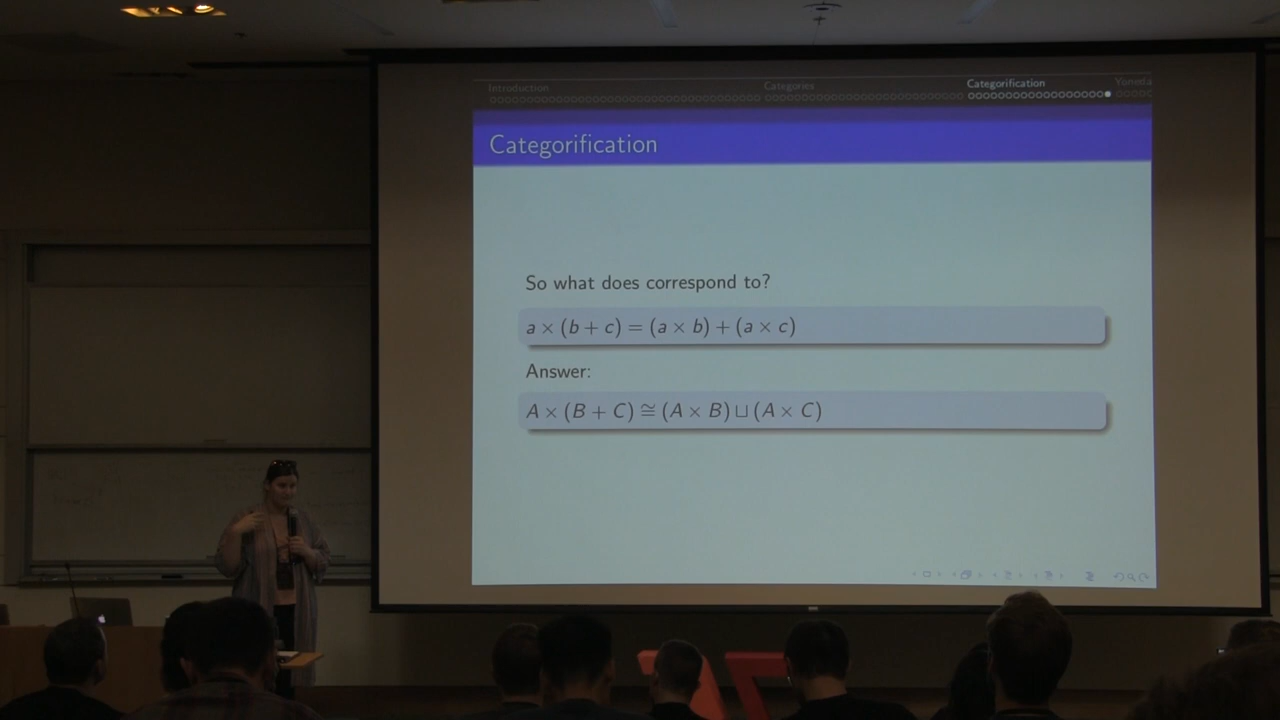 Introduction Categories Categorification Yoneda
Categorification
So what does correspond to?
a × (b + c) = (a × b) + (a × c)
Answer:
A × (B + C) ≅ (A × B) ⊔ (A × C)